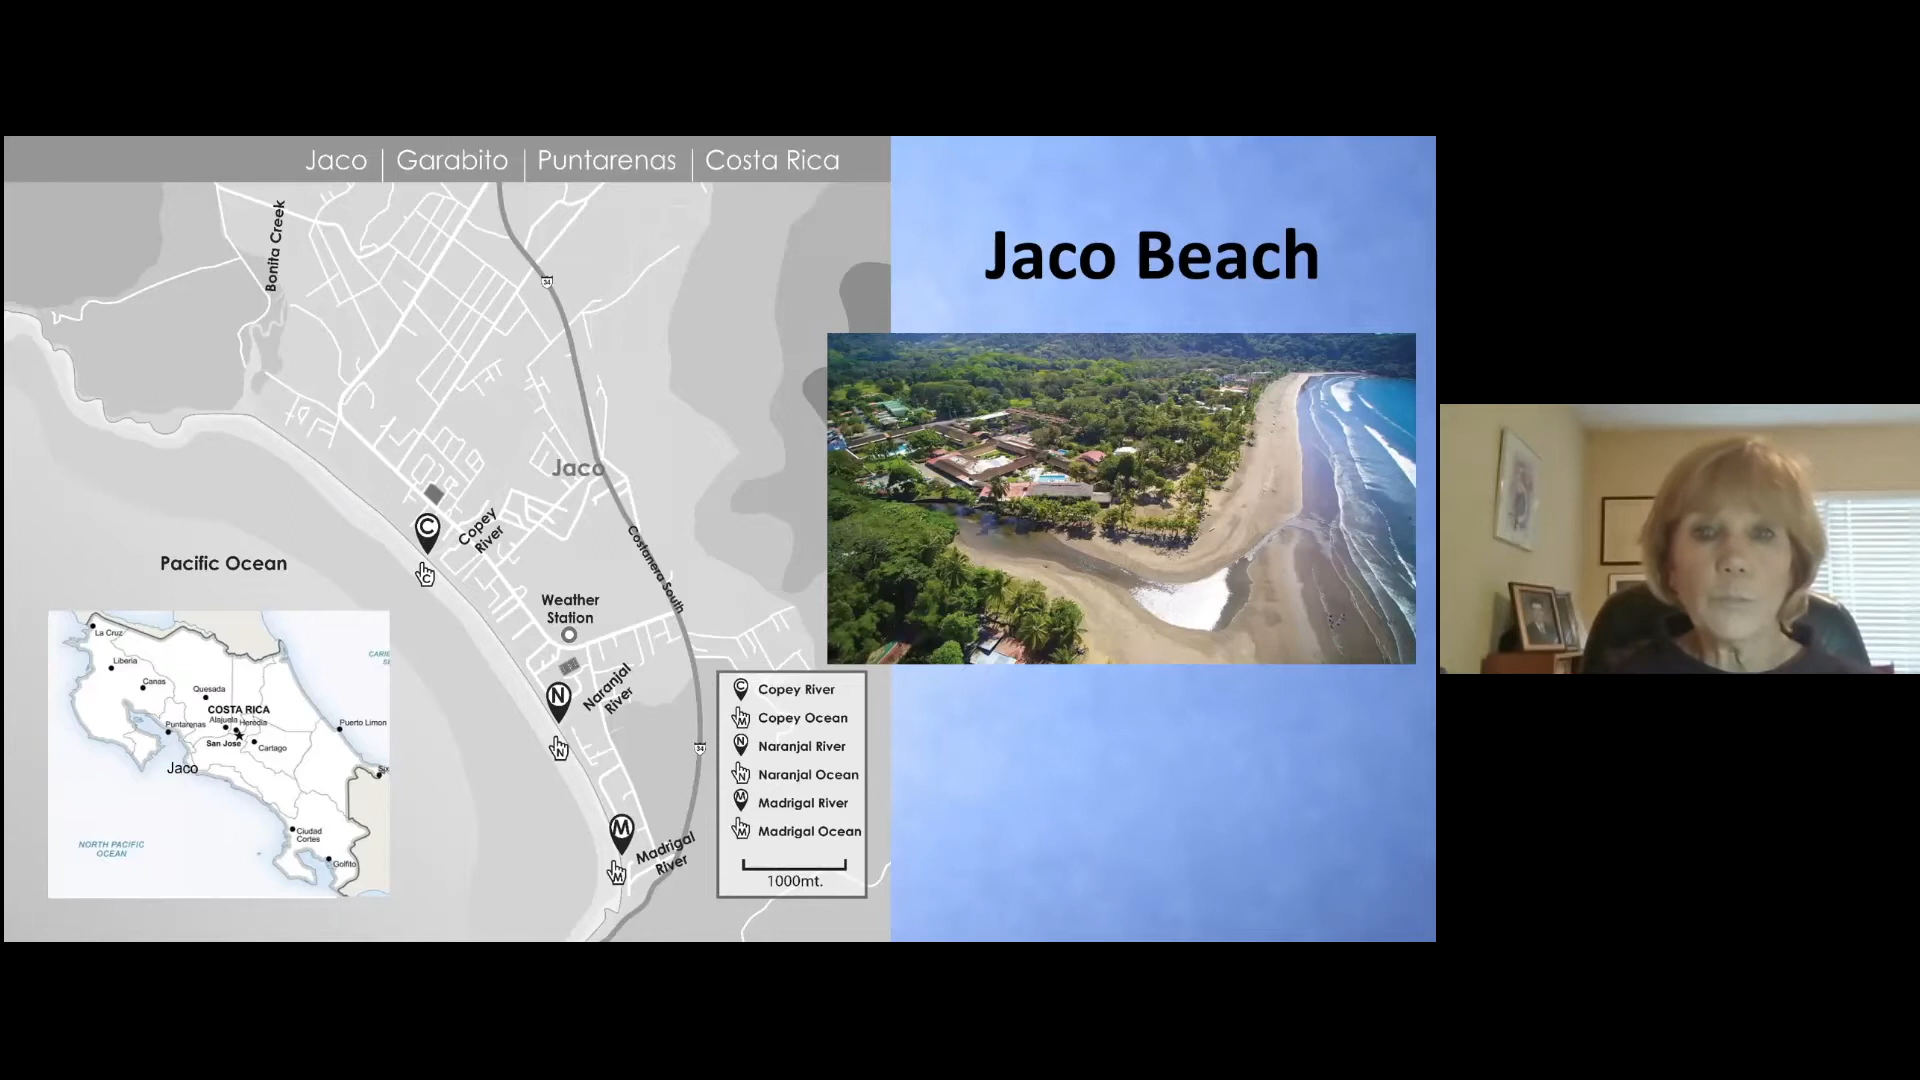 Jaco | Garabito | Puntarenas | Costa Rica
Bonita Creek
34
Jaco Beach
Jaco
C
Copey
River
C
Costanera South
Pacific Ocean
Weather
Station
N
Naranjal
River
N
34
M
Madrigal
River
M
La Cruz
Liberia
Canas
Quesada
COSTA RICA
Puntarenas
Alajuela
Heredia
San Jose
Cartago
Puerto Limon
Jaco
Ciudad
Cortes
Golfito
NORTH PACIFIC
OCEAN
C Copey River
M Copey Ocean
N Naranjal River
N Naranjal Ocean
M Madrigal River
M Madrigal Ocean
1000mt.